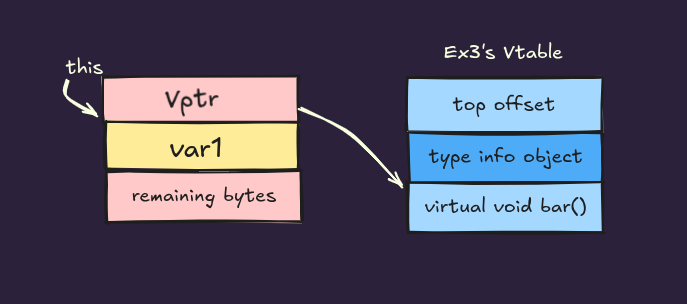 this
Vptr
var1
remaining bytes
Ex3's Vtable
top offset
type info object
virtual void bar()